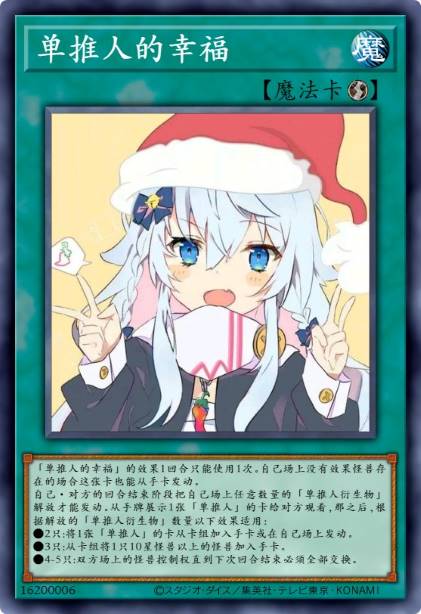 单推人的幸福
魔
【魔法卡】
「单推人的幸福」的效果1回合只能使用1次。自己场上没有效果怪兽存
在的场合这张卡也能从手卡发动。
自己·对方的回合结束阶段把自己场上任意数量的「单推人衍生物」
解放才能发动。从手牌展示1张「单推人」的卡给对方观看,那之后,根
据解放的「单推人衍生物」数量以下效果适用:
●2只:将1张「单推人」的卡从卡组加入手卡或在自己场上发动。
●3只:从卡组将1只10星怪兽以上的怪兽加入手卡。
●4-5只:双方场上的怪兽控制权直到下次回合结束必须全部交换。
16200006
©スタジオ・ダイス/集英社・テレビ東京・KONAMI